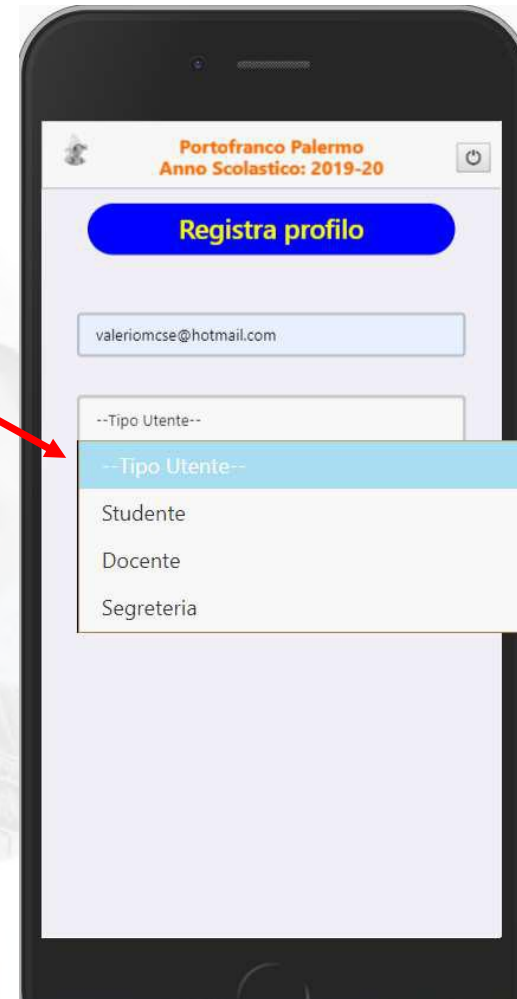 Portofranco Palermo
Anno Scolastico: 2019-20
Registra profilo
valeriomcse@hotmail.com
--Tipo Utente--
--Tipo Utente--
Studente
Docente
Segreteria